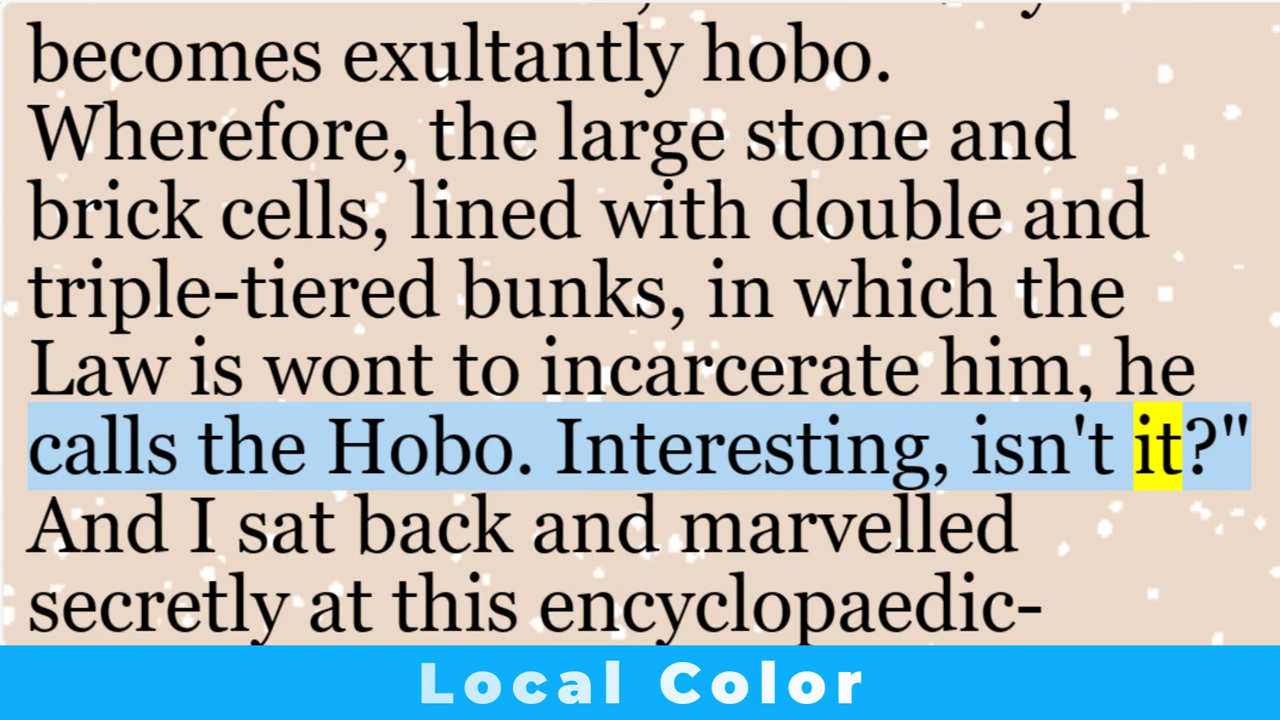 becomes exultantly hobo.
Wherefore, the large stone and
brick cells, lined with double and
triple-tiered bunks, in which the
Law is wont to incarcerate him, he
calls the Hobo. Interesting, isn't it?"
And I sat back and marvelled
secretly at this encyclopaedic-
Local Color